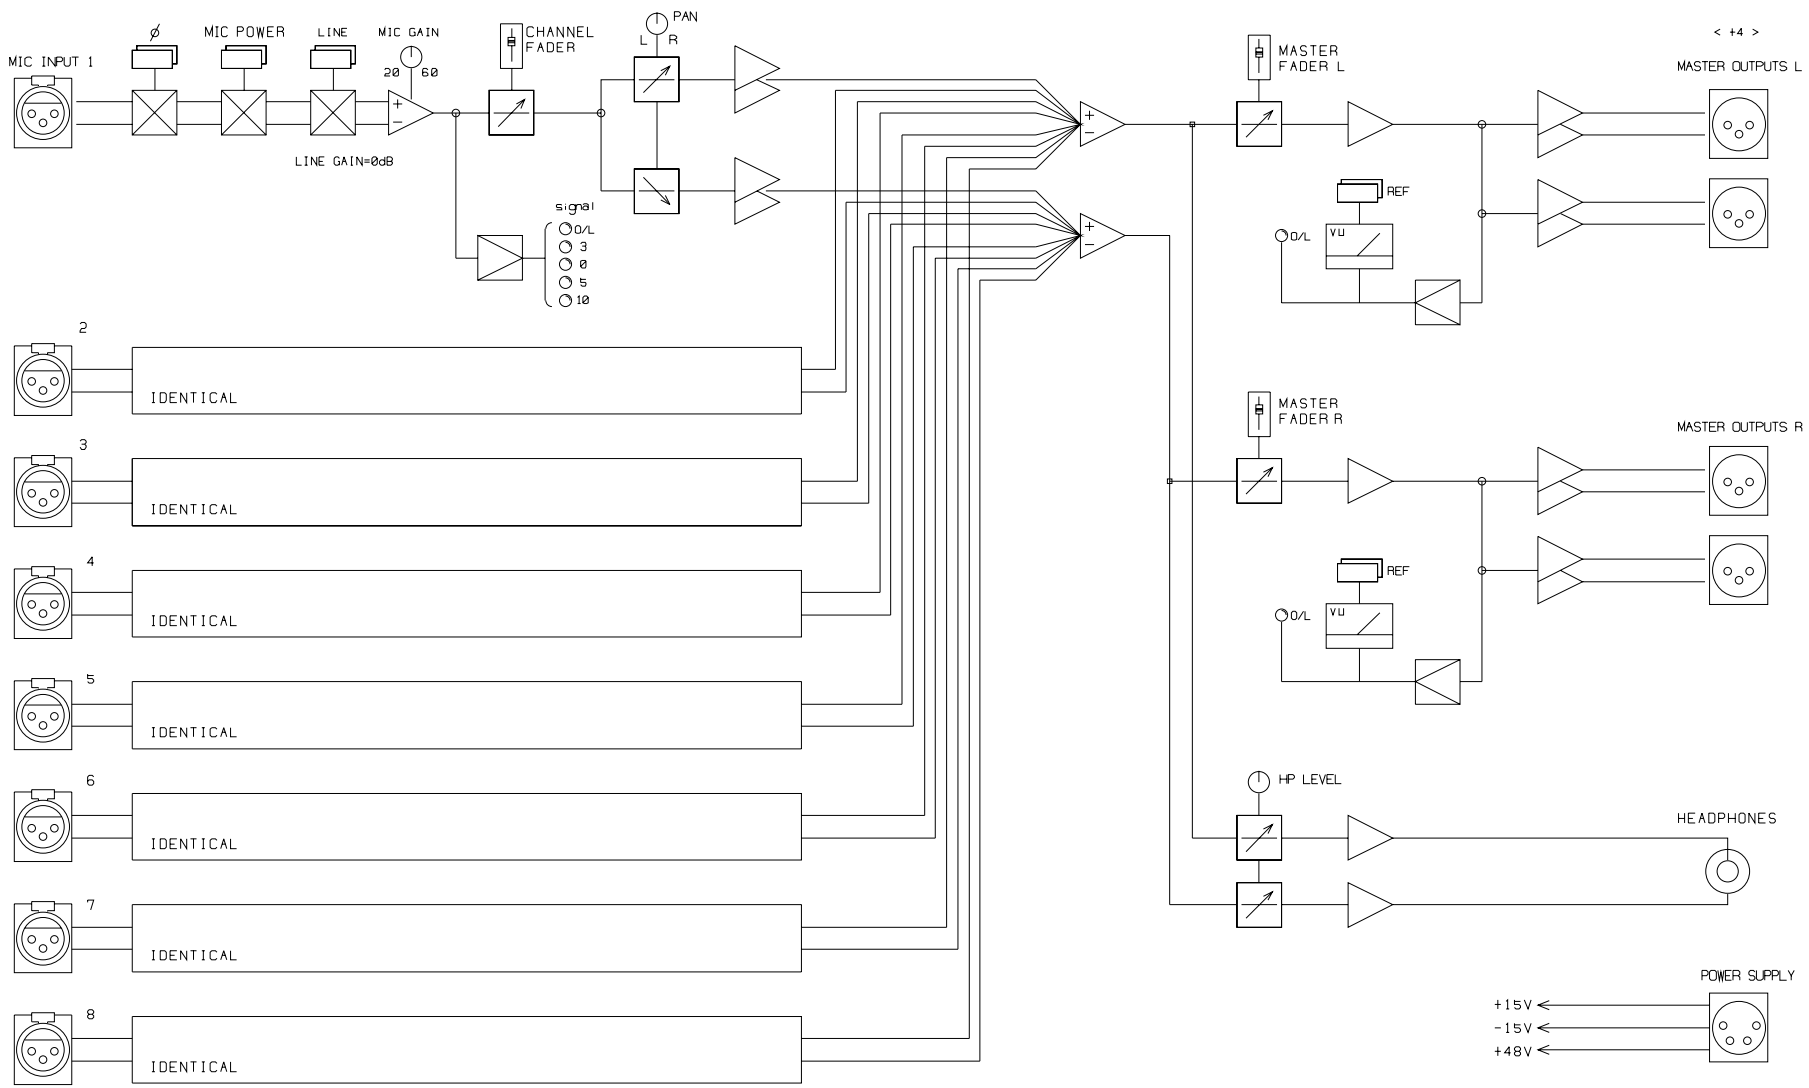 MIC INPUT 1
ø
MIC POWER
LINE
MIC GAIN
20 60
LINE GAIN=0dB
CHANNEL
FADER
PAN
L R
signal
O/L
3
0
5
10
2
IDENTICAL
3
IDENTICAL
4
IDENTICAL
5
IDENTICAL
6
IDENTICAL
7
IDENTICAL
8
IDENTICAL
+
−
+
−
+
−
MASTER
FADER L
< +4 >
MASTER OUTPUTS L
REF
O/L
VU
MASTER
FADER R
MASTER OUTPUTS R
REF
O/L
VU
HP LEVEL
HEADPHONES
POWER SUPPLY
+15V
-15V
+48V